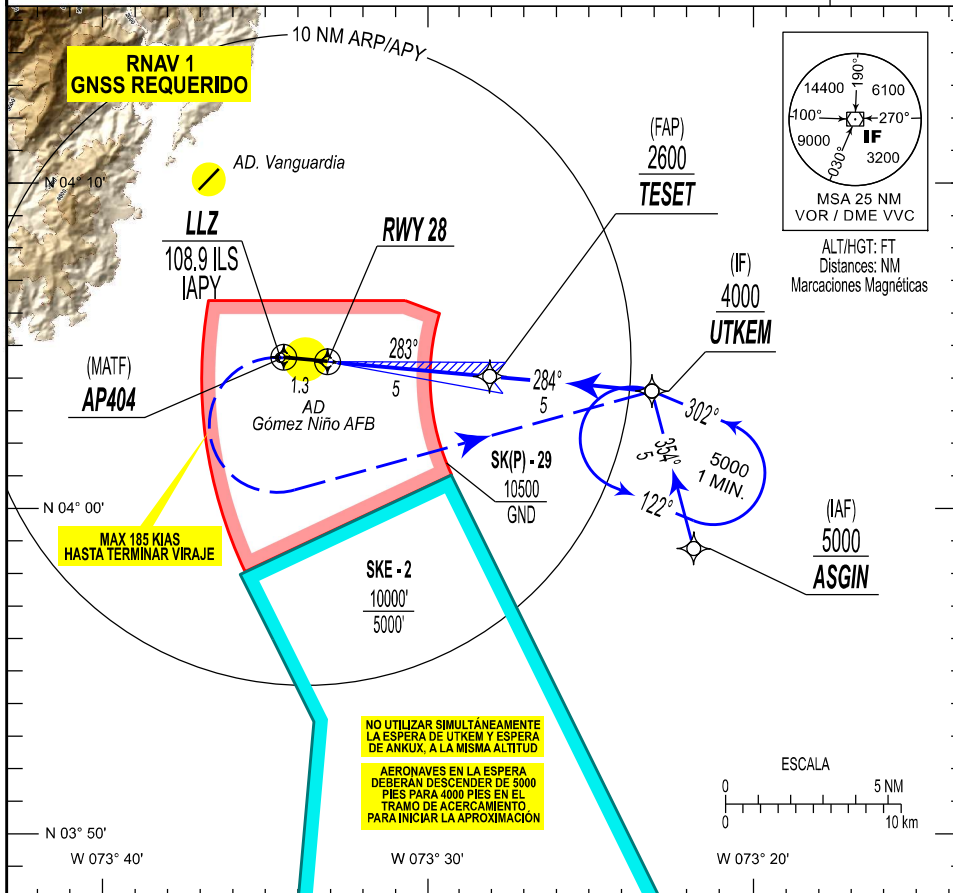 10 NM ARP/APY
RNAV 1
GNSS REQUERIDO
190°
14400
6100
100°
270°
IF
9000
3200
030°
MSA 25 NM
VOR / DME VVC
ALT/HGT: FT
Distances: NM
Marcaciones Magnéticas
(FAP)
2600
TESET
AD. Vanguardia
N 04° 10'
LLZ
108.9 ILS
IAPY
RWY 28
(IF)
4000
UTKEM
(MATF)
AP404
283°
5
284°
5
1.3
AD
Gómez Niño AFB
302°
354°
5
5000
1 MIN.
122°
SK(P) - 29
10500
GND
N 04° 00'
MAX 185 KIAS
HASTA TERMINAR VIRAJE
(IAF)
5000
ASGIN
SKE - 2
10000'
5000'
NO UTILIZAR SIMULTÁNEAMENTE
LA ESPERA DE UTKEM Y ESPERA
DE ANKUX, A LA MISMA ALTITUD
AERONAVES EN LA ESPERA
DEBERÁN DESCENDER DE 5000
PIES PARA 4000 PIES EN EL
TRAMO DE ACERCAMIENTO
PARA INICIAR LA APROXIMACIÓN
ESCALA
0 5 NM
0 10 km
N 03° 50'
W 073° 40'
W 073° 30'
W 073° 20'